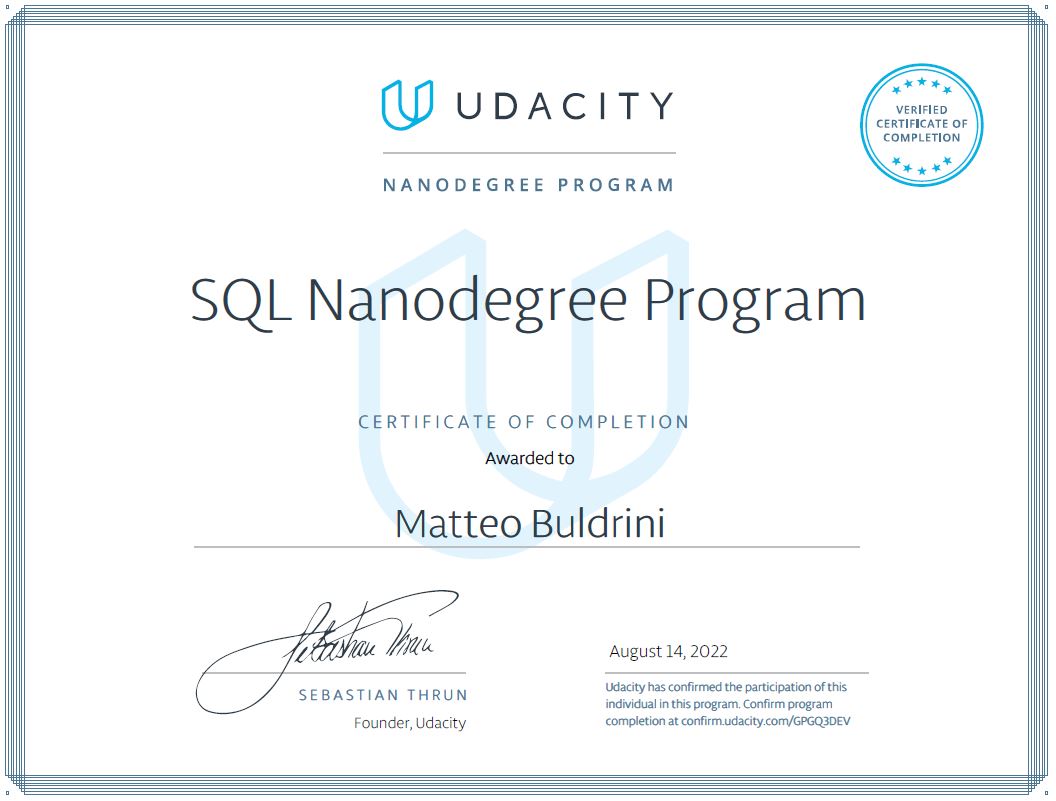 UDACITY
VERIFIED
CERTIFICATE OF
COMPLETION
NANODEGREE PROGRAM
SQL Nanodegree Program
CERTIFICATE OF COMPLETION
Awarded to
Matteo Buldrini
Sebastian Thrun
August 14, 2022
SEBASTIAN THRUN
Founder, Udacity
Udacity has confirmed the participation of this
individual in this program. Confirm program
completion at confirm.udacity.com/GPGQ3DEV